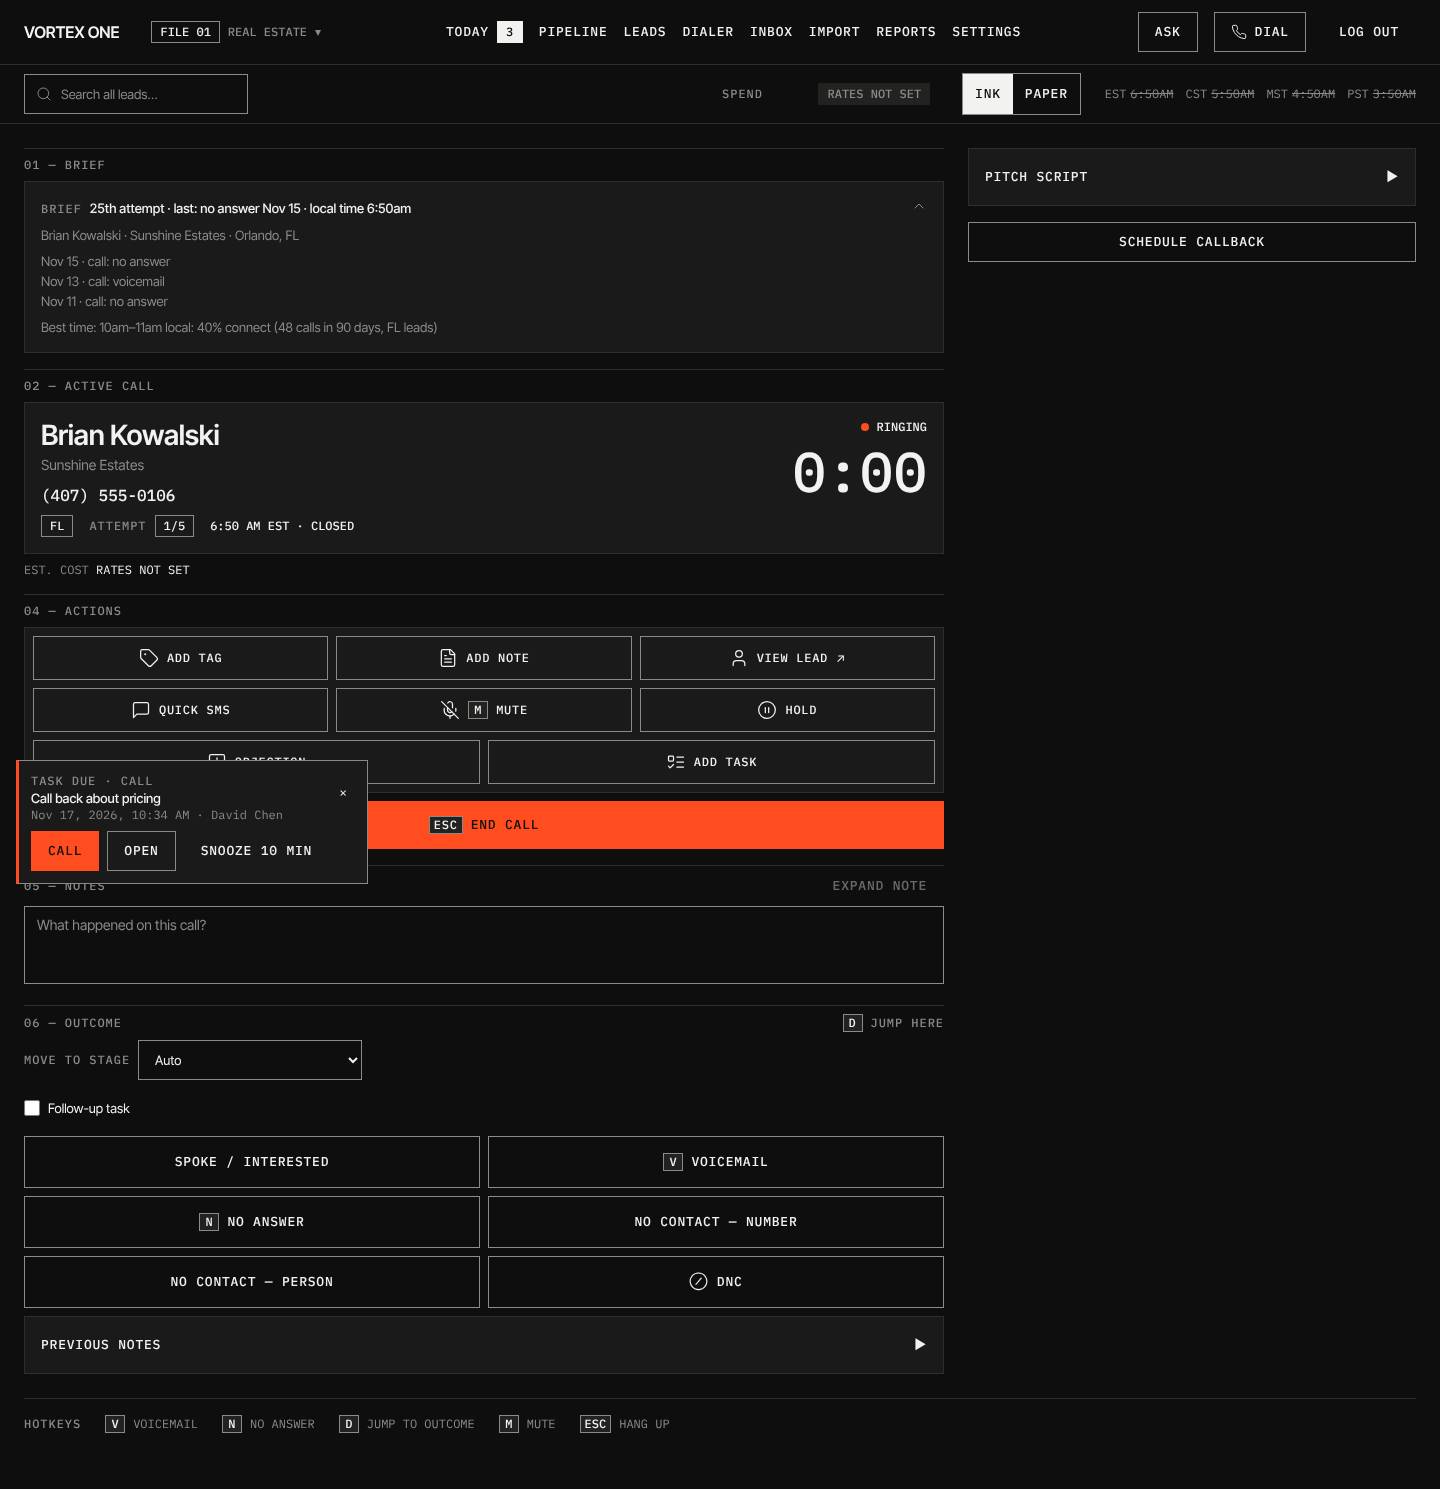 VORTEX ONE
FILE 01 REAL ESTATE ▾
TODAY 3 PIPELINE LEADS DIALER INBOX IMPORT REPORTS SETTINGS
ASK DIAL LOG OUT
Search all leads…
SPEND RATES NOT SET
INK PAPER
EST 6:50AM CST 5:50AM MST 4:50AM PST 3:50AM
01 — BRIEF
BRIEF 25th attempt · last: no answer Nov 15 · local time 6:50am
Brian Kowalski · Sunshine Estates · Orlando, FL
Nov 15 · call: no answer
Nov 13 · call: voicemail
Nov 11 · call: no answer
Best time: 10am–11am local: 40% connect (48 calls in 90 days, FL leads)
PITCH SCRIPT ▶
SCHEDULE CALLBACK
02 — ACTIVE CALL
Brian Kowalski
RINGING
Sunshine Estates
0:00
(407) 555-0106
FL ATTEMPT 1/5 6:50 AM EST · CLOSED
EST. COST RATES NOT SET
04 — ACTIONS
ADD TAG ADD NOTE VIEW LEAD ↗
QUICK SMS M MUTE HOLD
OBJECTION ADD TASK
TASK DUE · CALL
×
Call back about pricing
Nov 17, 2026, 10:34 AM · David Chen
CALL OPEN SNOOZE 10 MIN
ESC END CALL
05 — NOTES EXPAND NOTE
What happened on this call?
06 — OUTCOME D JUMP HERE
MOVE TO STAGE Auto
Follow-up task
SPOKE / INTERESTED V VOICEMAIL
N NO ANSWER NO CONTACT — NUMBER
NO CONTACT — PERSON DNC
PREVIOUS NOTES ▶
HOTKEYS V VOICEMAIL N NO ANSWER D JUMP TO OUTCOME M MUTE ESC HANG UP